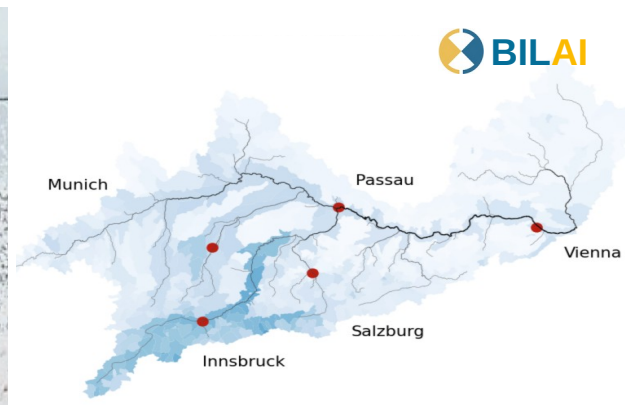 BILAI
Munich
Passau
Vienna
Salzburg
Innsbruck